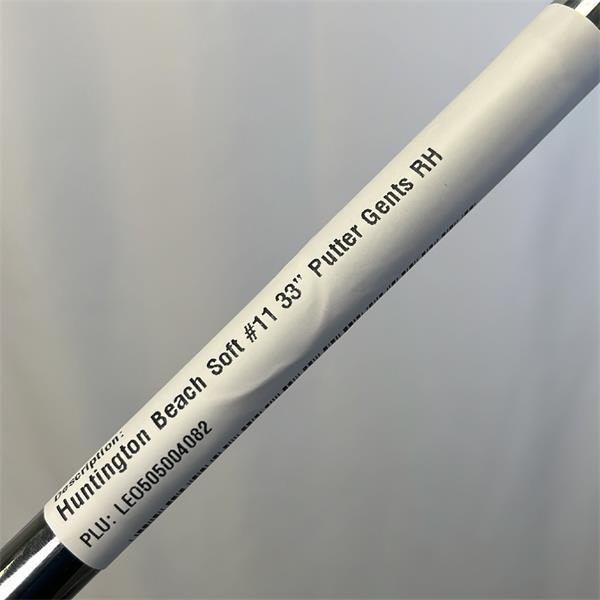 Description:
Huntington Beach Soft #11 33" Putter Gents RH
PLU: LEO505004082